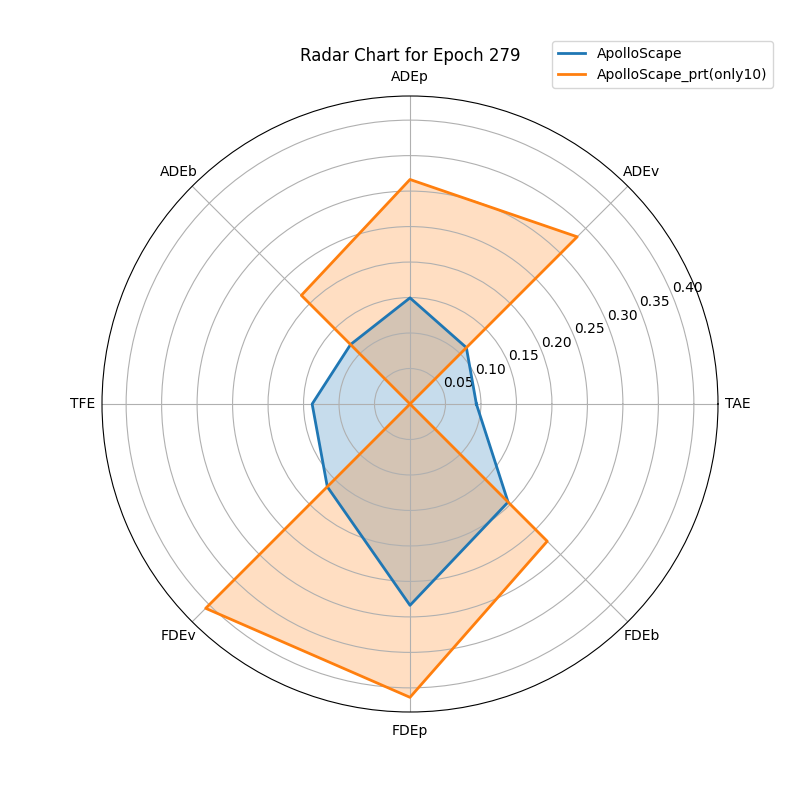 Radar Chart for Epoch 279
ApolloScape
ApolloScape_prt(only10)
ADEp
ADEb
ADEv
0.40
0.35
0.30
0.25
0.20
0.15
0.10
0.05
TFE
TAE
FDEv
FDEb
FDEp